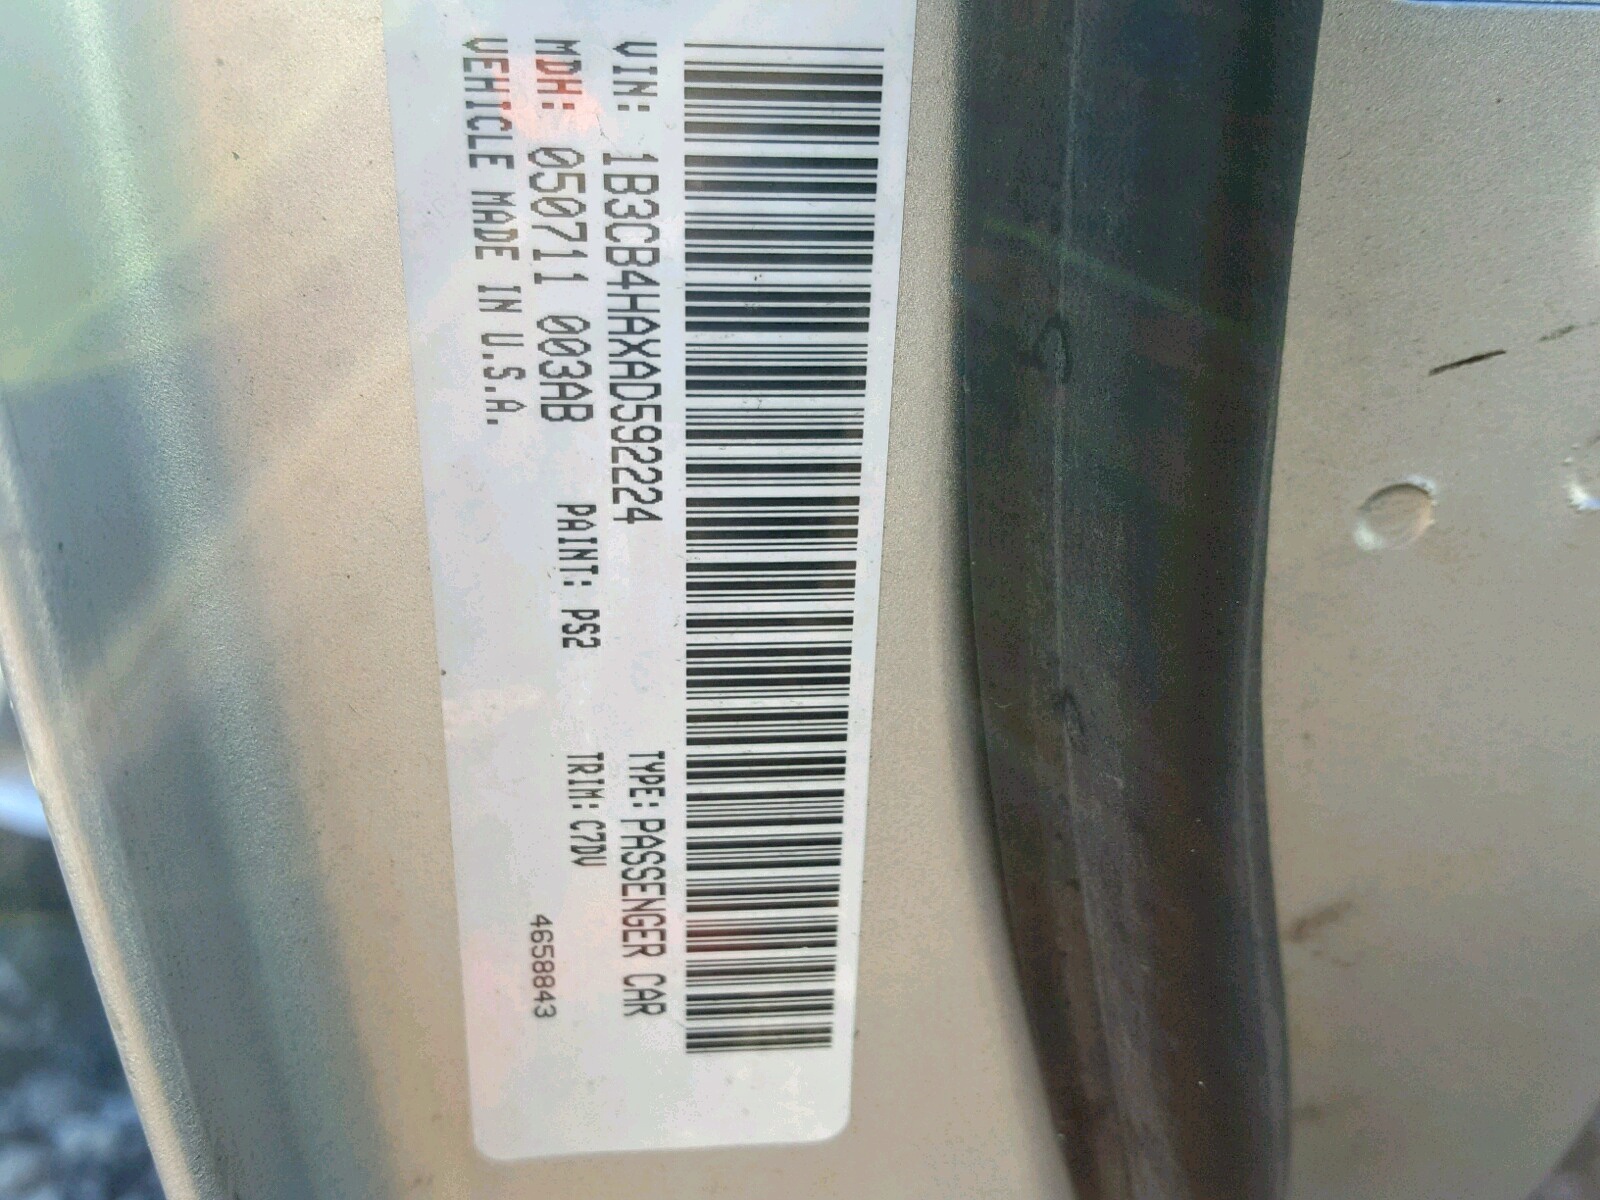 VIN: 1B3CB4HAXAD592224 TYPE: PASSENGER CAR
MDH: 050711 003AB PAINT: PS2 TRIM: C7DV
VEHICLE MADE IN U.S.A. 4658843